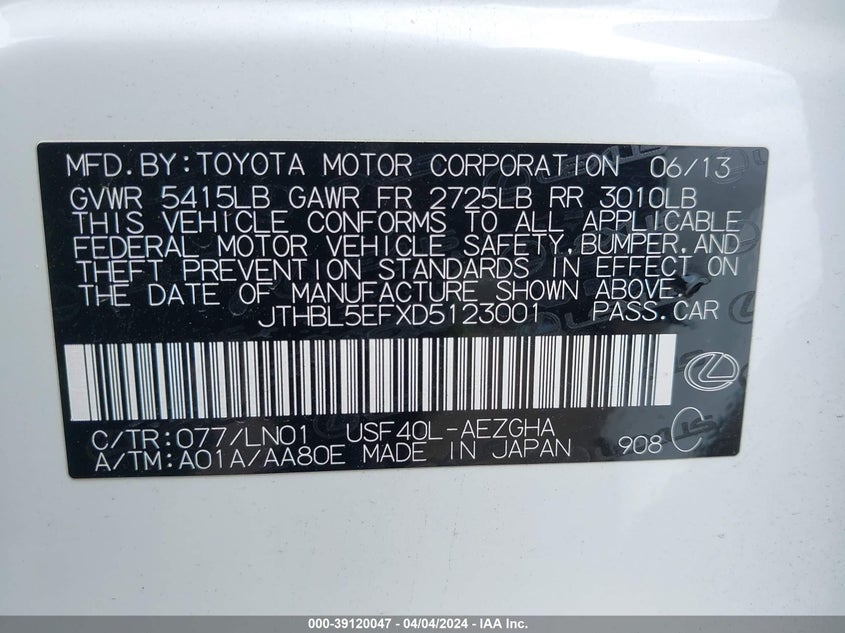 MFD.BY:TOYOTA MOTOR CORPORATION 06/13
GVWR 5415LB GAWR FR 2725LB RR 3010LB
THIS VEHICLE CONFORMS TO ALL APPLICABLE
FEDERAL MOTOR VEHICLE SAFETY,BUMPER,AND
THEFT PREVENTION STANDARDS IN EFFECT ON
THE DATE OF MANUFACTURE SHOWN ABOVE.
JTHBL5EFXD5123001 PASS.CAR
C/TR:077/LN01 USF40L-AEZGHA
A/TM:A01A/AA80E MADE IN JAPAN 908
000-39120047 - 04/04/2024 - IAA Inc.